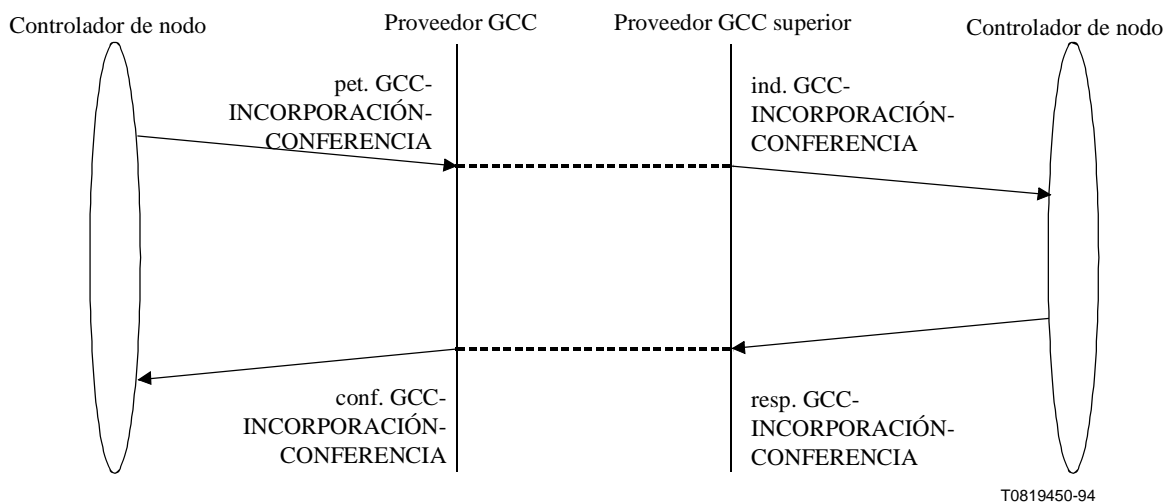 Controlador de nodo
Proveedor GCC
Proveedor GCC superior
Controlador de nodo
pet. GCC-
INCORPORACIÓN-
CONFERENCIA
ind. GCC-
INCORPORACIÓN-
CONFERENCIA
conf. GCC-
INCORPORACIÓN-
CONFERENCIA
resp. GCC-
INCORPORACIÓN-
CONFERENCIA
T0819450-94